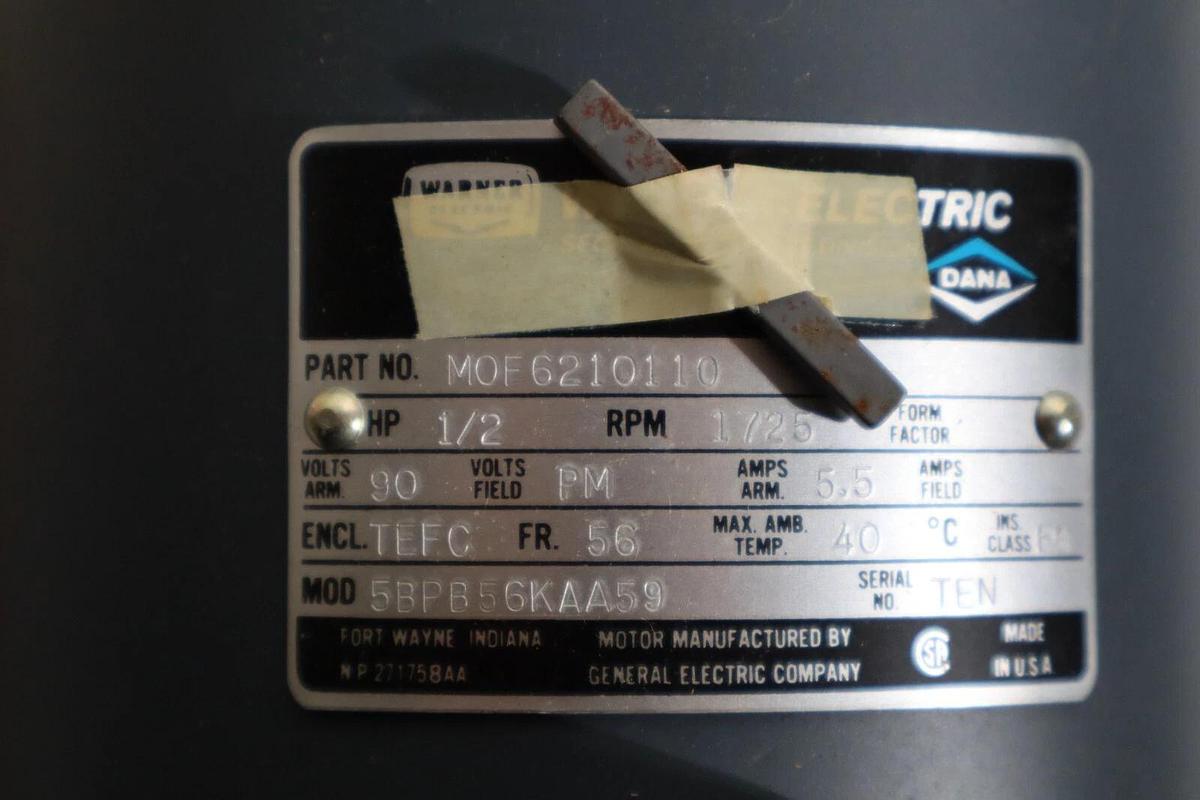 WARNER
ELECTRIC
DANA
PART NO. MOF6210110
HP 1/2 RPM 1725 FORM FACTOR
VOLTS ARM. 90 VOLTS FIELD PM AMPS ARM. 5.5 AMPS FIELD
ENCL. TEFC FR. 56 MAX. AMB. TEMP. 40 °C INS. CLASS
MOD 5BPB56KAA59 SERIAL NO. TEN
FORT WAYNE INDIANA MOTOR MANUFACTURED BY MADE
NP 271758AA GENERAL ELECTRIC COMPANY IN U.S.A